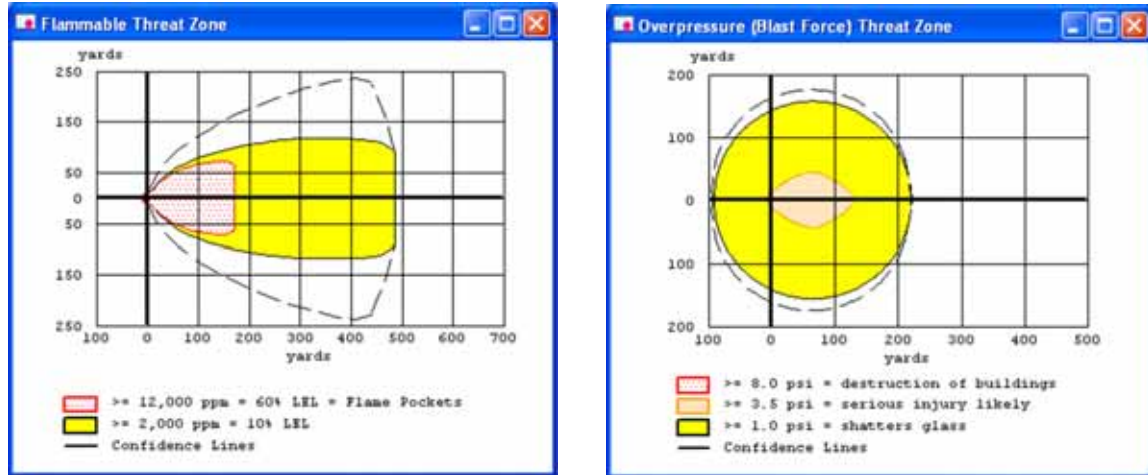 Flammable Threat Zone
yards
250
150
50
0
50
150
250
100 0 100 200 300 400 500 600 700
yards
>= 12,000 ppm = 60% LEL = Flame Pockets
>= 2,000 ppm = 10% LEL
Confidence Lines
Overpressure (Blast Force) Threat Zone
yards
200
100
0
100
200
100 0 100 200 300 400 500
yards
>= 8.0 psi = destruction of buildings
>= 3.5 psi = serious injury likely
>= 1.0 psi = shatters glass
Confidence Lines